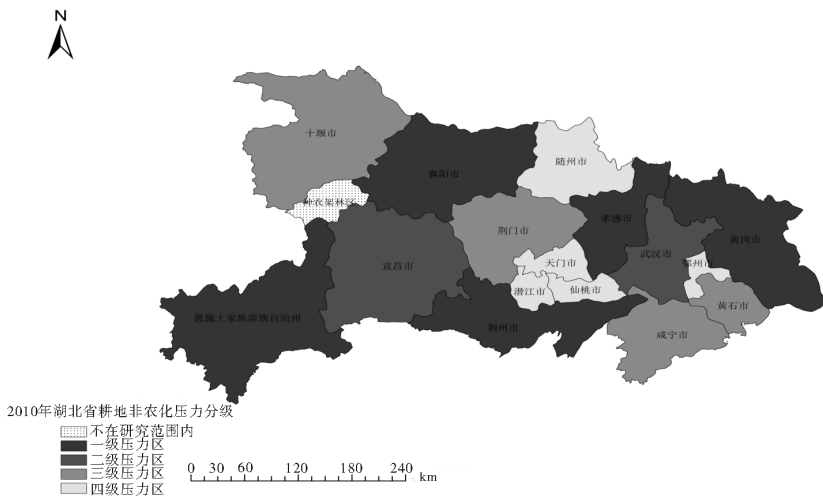 N
十堰市
襄阳市
随州市
神农架林区
荆门市
孝感市
黄冈市
宜昌市
天门市
武汉市
鄂州市
潜江市
仙桃市
黄石市
恩施土家族苗族自治州
荆州市
咸宁市
2010年湖北省耕地非农化压力分级
不在研究范围内
一级压力区
二级压力区
三级压力区
四级压力区
0 30 60 120 180 240 km